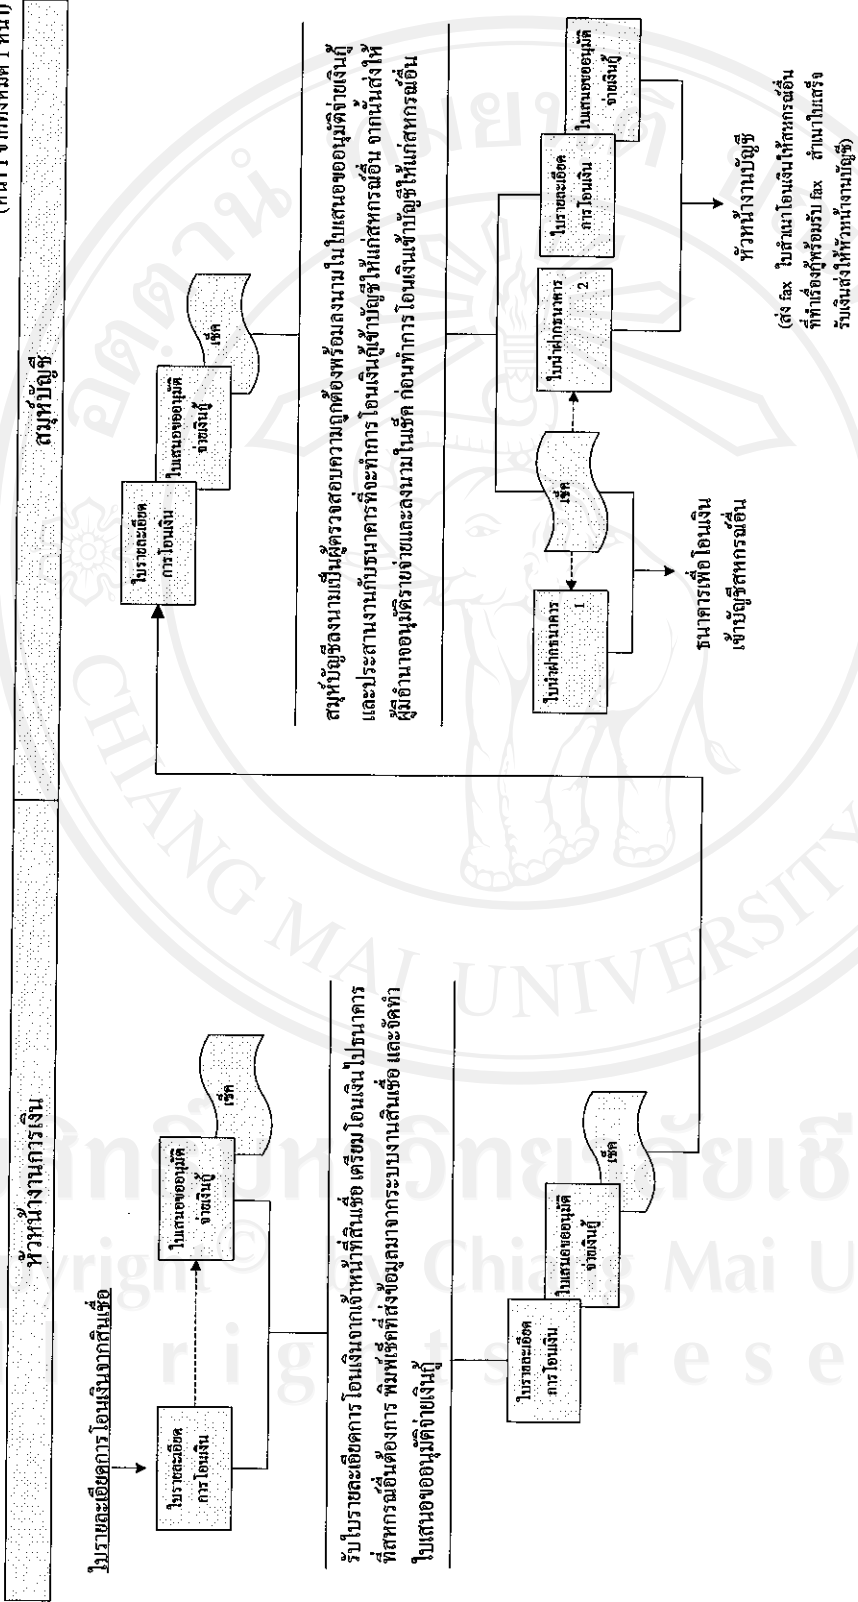 (หน้า 1 จากทั้งหมด 1 หน้า)
หัวหน้างานการเงิน
สมุห์บัญชี
ใบรายละเอียดการโอนเงินจากสินเชื่อ
ใบรายละเอียด
การโอนเงิน
ใบเสนอขออนุมัติ
จ่ายเงินกู้
เช็ค
รับใบรายละเอียดการโอนเงินจากเจ้าหน้าที่สินเชื่อ เตรียมโอนเงินไปธนาคาร
ที่สหกรณ์อื่นต้องการ พิมพ์เช็คที่ส่งข้อมูลมาจากระบบงานสินเชื่อ และจัดทำ
ใบเสนอขออนุมัติจ่ายเงินกู้
ใบรายละเอียด
การโอนเงิน
ใบเสนอขออนุมัติ
จ่ายเงินกู้
เช็ค
ใบรายละเอียด
การโอนเงิน
ใบเสนอขออนุมัติ
จ่ายเงินกู้
เช็ค
สมุห์บัญชีลงนามเป็นผู้ตรวจสอบความถูกต้องพร้อมลงนามในใบเสนอขออนุมัติจ่ายเงินกู้
และประสานงานกับธนาคารที่จะทำการโอนเงินกู้เข้าบัญชีให้แก่สหกรณ์อื่น จากนั้นส่งให้
ผู้มีอำนาจอนุมัติรายจ่ายและลงนามในเช็ค ก่อนทำการโอนเงินเข้าบัญชีให้แก่สหกรณ์อื่น
ใบนำฝากธนาคาร
1
เช็ค
ใบนำฝากธนาคาร
2
ใบรายละเอียด
การโอนเงิน
ใบเสนอขออนุมัติ
จ่ายเงินกู้
ธนาคารเพื่อโอนเงิน
เข้าบัญชีสหกรณ์อื่น
หัวหน้างานบัญชี
(ส่ง fax ใบสำเนาโอนเงินให้สหกรณ์อื่น
ที่ทำเรื่องกู้พร้อมรับ fax สำเนาใบเสร็จ
รับเงินส่งให้หัวหน้างานบัญชี)
CHIANG MAI UNIVERSITY